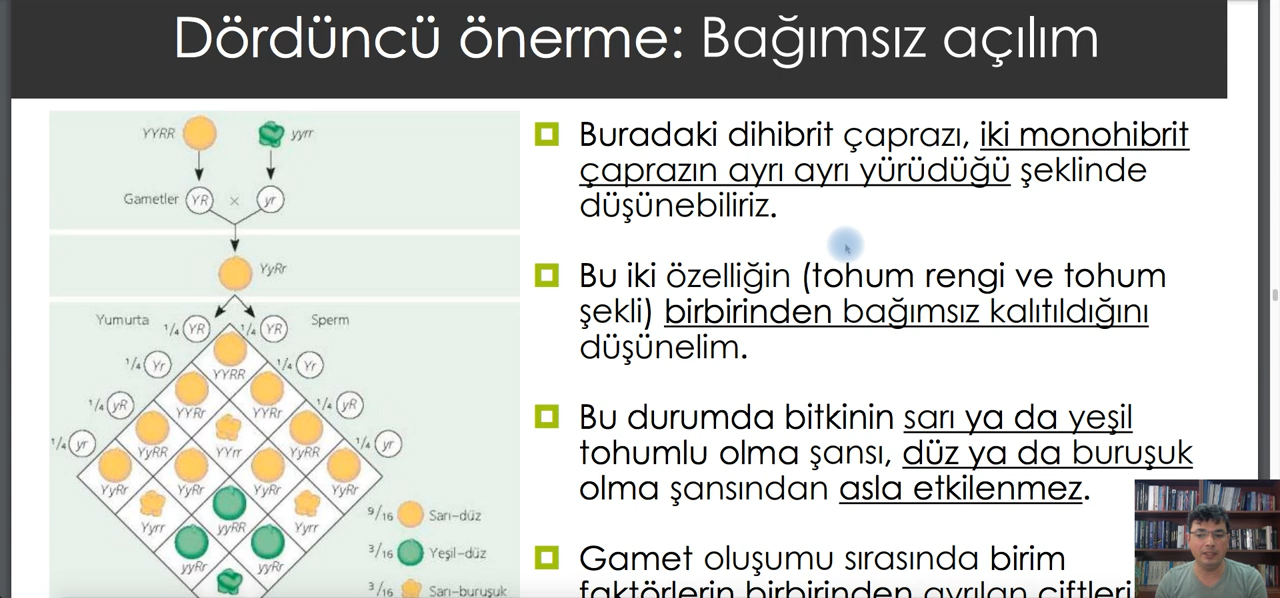 Dördüncü önerme: Bağımsız açılım
YYRR yyrr
Gametler YR × yr
YyRr
Yumurta 1/4 YR 1/4 YR Sperm
1/4 Yr 1/4 Yr
YYRR
1/4 yR 1/4 yR
YYRr YYRr
1/4 yr 1/4 yr
YyRR YYrr YyRR
YyRr YyRr YyRr YyRr
Yyrr yyRR Yyrr
yyRr yyRr
9/16 Sarı-düz
3/16 Yeşil-düz
3/16 Sarı-buruşuk
Buradaki dihibrit çaprazı, iki monohibrit
çaprazın ayrı ayrı yürüdüğü şeklinde
düşünebiliriz.
Bu iki özelliğin (tohum rengi ve tohum
şekli) birbirinden bağımsız kalıtıldığını
düşünelim.
Bu durumda bitkinin sarı ya da yeşil
tohumlu olma şansı, düz ya da buruşuk
olma şansından asla etkilenmez.
Gamet oluşumu sırasında birim
faktörlerin birbirinden ayrılan çiftleri